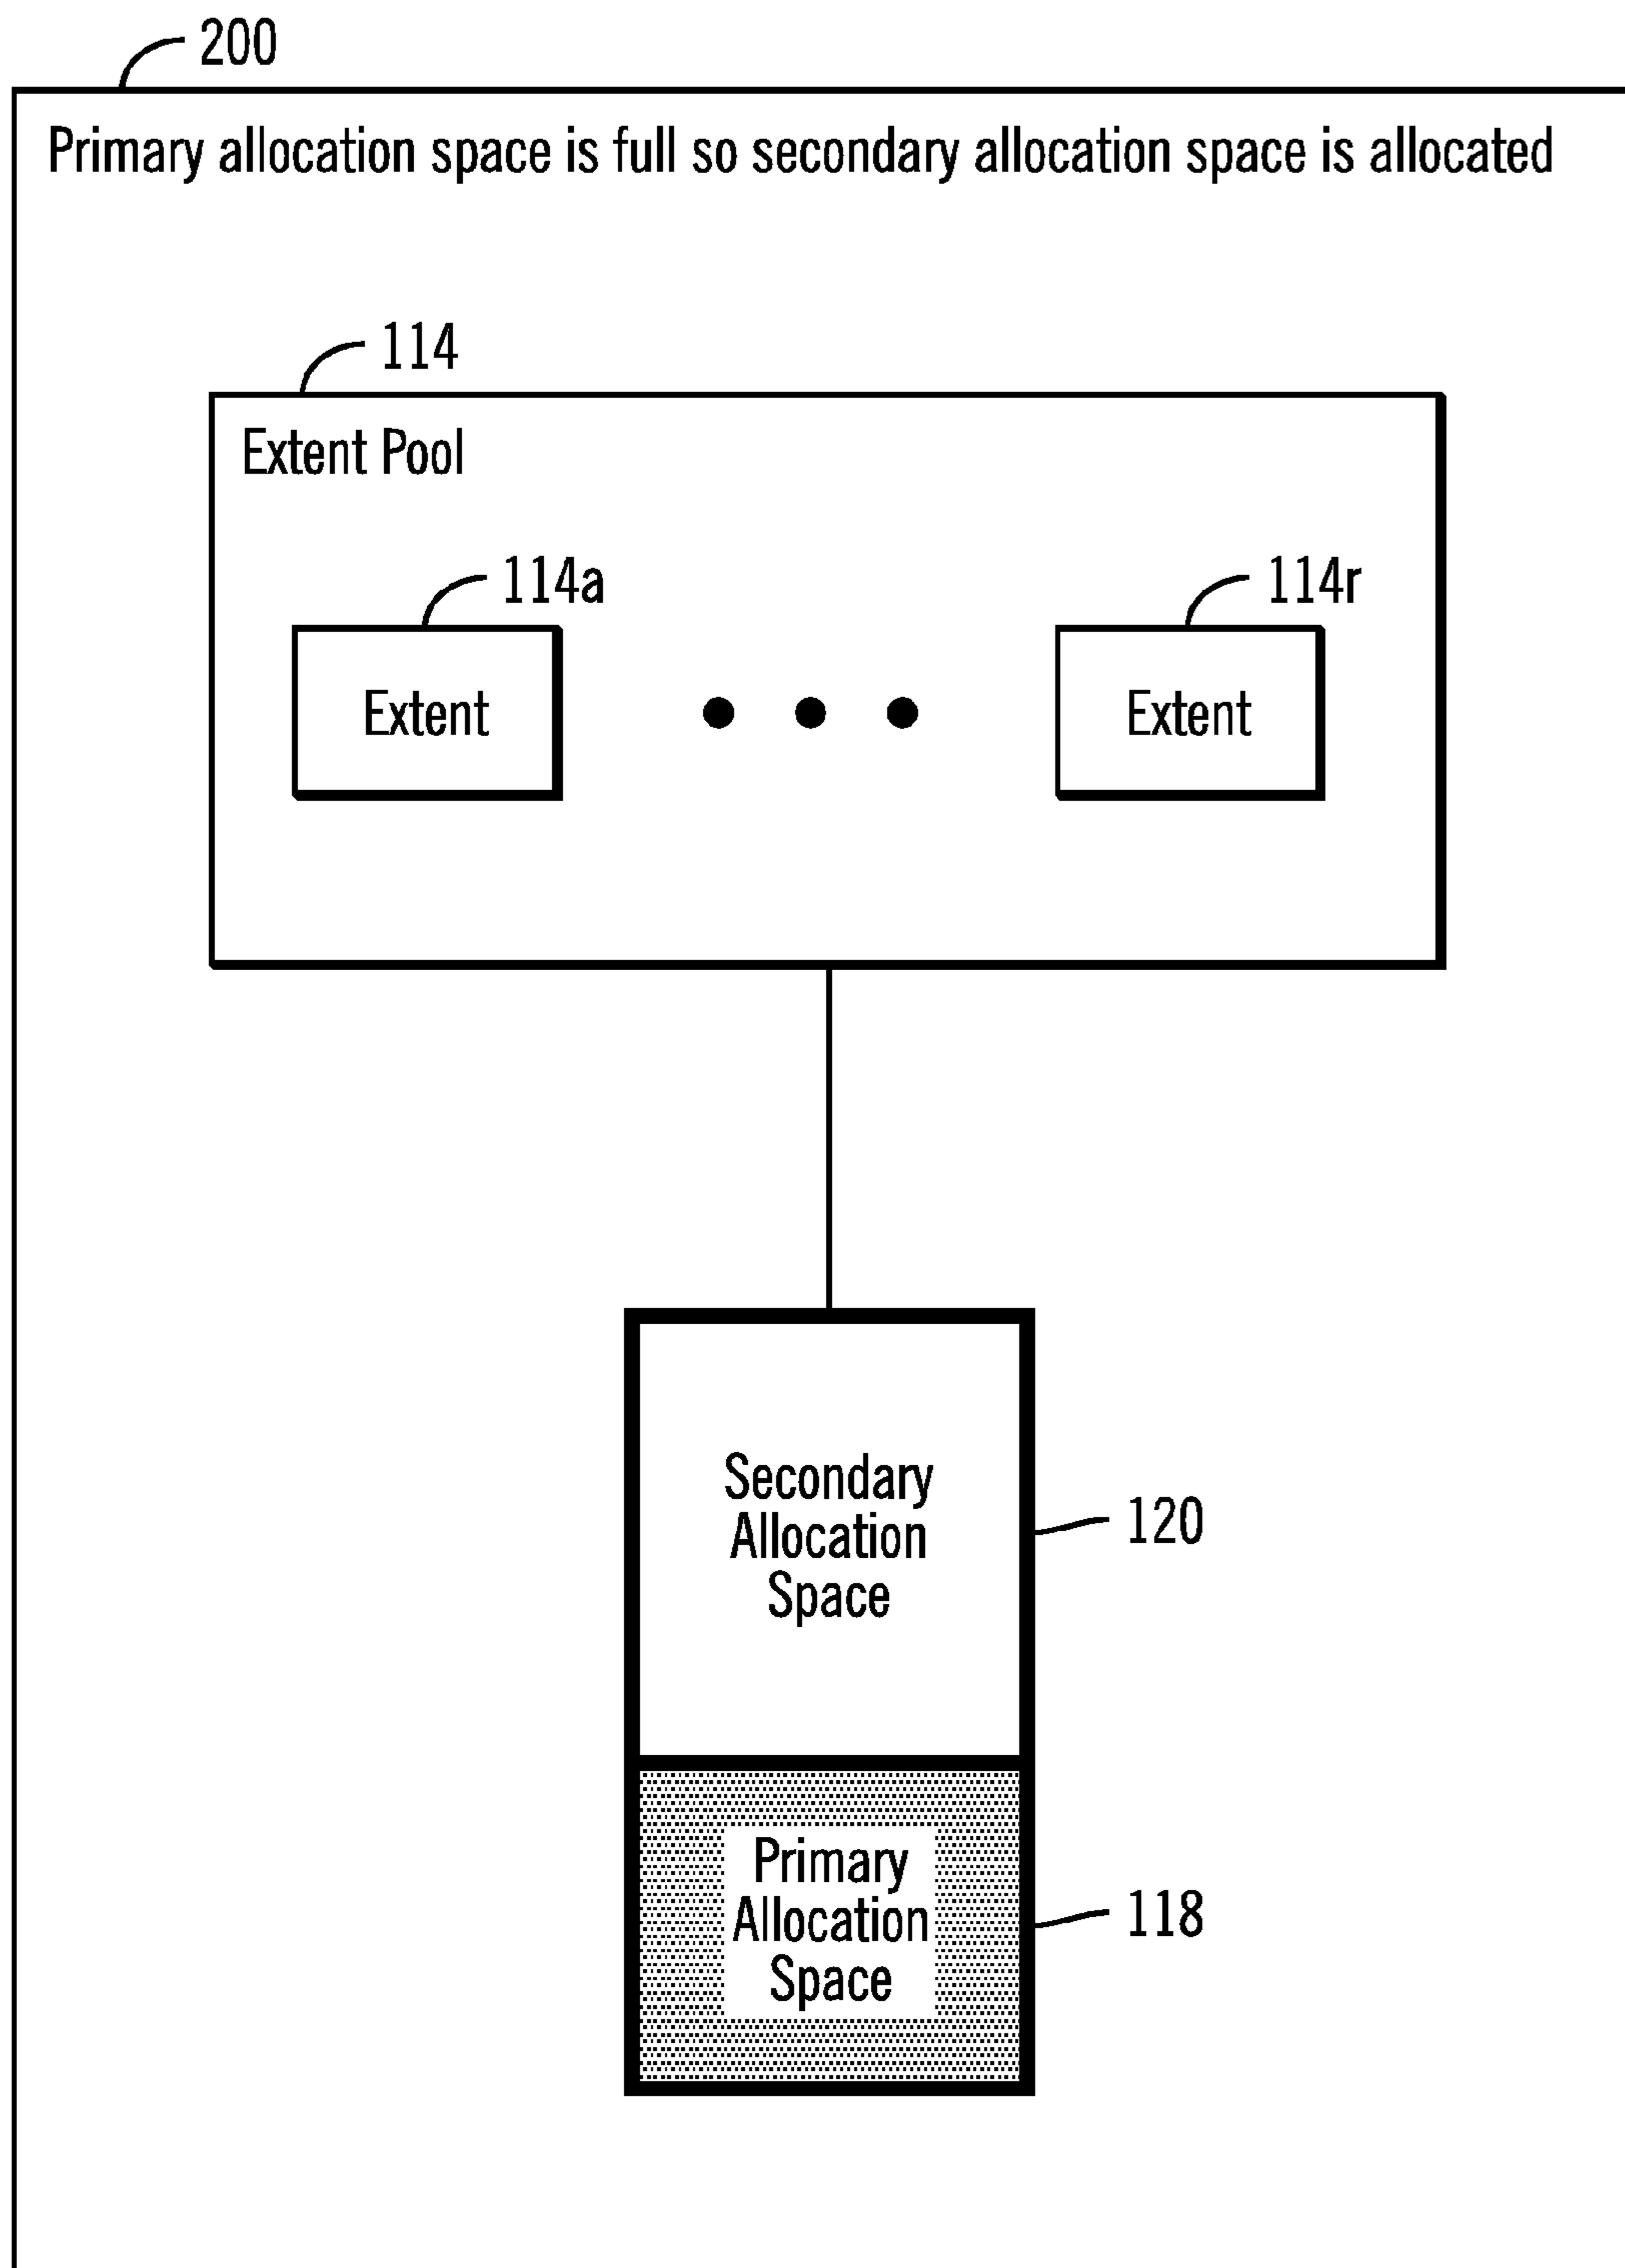 200
Primary allocation space is full so secondary allocation space is allocated
114
Extent Pool
114a
114r
Extent
Extent
Secondary
Allocation
Space
120
Primary
Allocation
Space
118